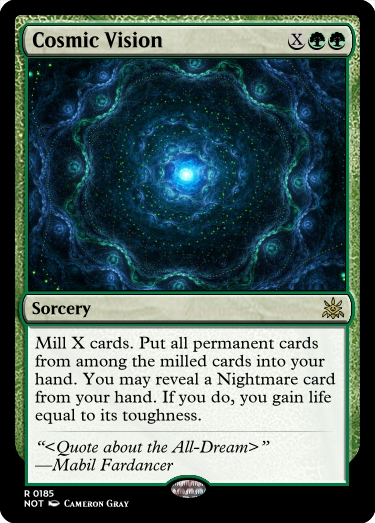 Cosmic Vision X
Sorcery
Mill X cards. Put all permanent cards
from among the milled cards into your
hand. You may reveal a Nightmare card
from your hand. If you do, you gain life
equal to its toughness.
“<Quote about the All-Dream>”
—Mabil Fardancer
R 0185
NOT Cameron Gray